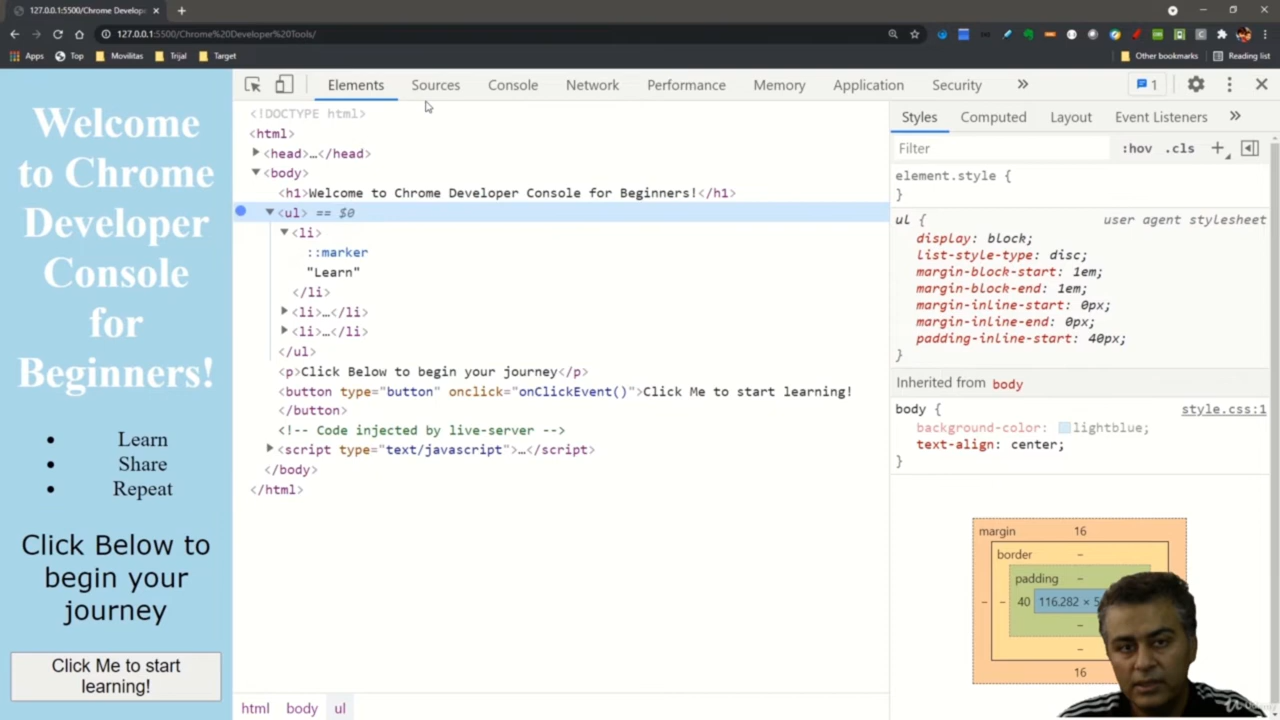 127.0.0.1:5500/Chrome Develop
127.0.0.1:5500/Chrome%20Developer%20Tools/
Apps Top Movilitas Trijal Target Other bookmarks Reading list
Welcome
to Chrome
Developer
Console
for
Beginners!
Learn
Share
Repeat
Click Below to
begin your
journey
Click Me to start
learning!
Elements Sources Console Network Performance Memory Application Security » 1
<!DOCTYPE html>
<html>
<head>…</head>
<body>
<h1>Welcome to Chrome Developer Console for Beginners!</h1>
<ul> == $0
<li>
::marker
"Learn"
</li>
<li>…</li>
<li>…</li>
</ul>
<p>Click Below to begin your journey</p>
<button type="button" onclick="onClickEvent()">Click Me to start learning!
</button>
<!-- Code injected by live-server -->
<script type="text/javascript">…</script>
</body>
</html>
html body ul
Styles Computed Layout Event Listeners »
Filter :hov .cls +
element.style {
}
ul { user agent stylesheet
display: block;
list-style-type: disc;
margin-block-start: 1em;
margin-block-end: 1em;
margin-inline-start: 0px;
margin-inline-end: 0px;
padding-inline-start: 40px;
}
Inherited from body
body { style.css:1
background-color: lightblue;
text-align: center;
}
margin 16
border –
padding –
– – 40 116.282 ×
–
–
16